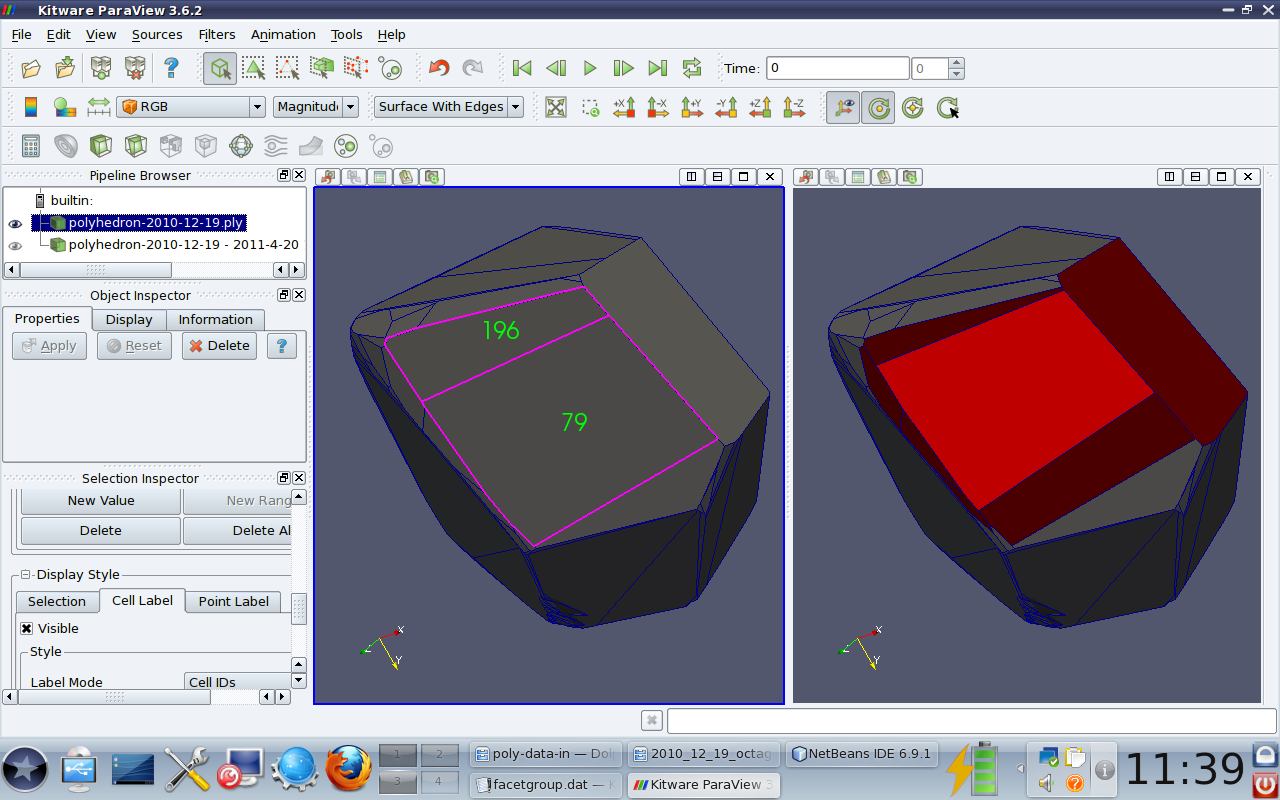 Kitware ParaView 3.6.2
File Edit View Sources Filters Animation Tools Help
Time: 0 0
RGB Magnitud Surface With Edges +X -X +Y -Y +Z -Z
Pipeline Browser
builtin:
polyhedron-2010-12-19.ply
polyhedron-2010-12-19 - 2011-4-20
Object Inspector
Properties Display Information
Apply Reset Delete ?
Selection Inspector
New Value New Rang
Delete Delete Al
Display Style
Selection Cell Label Point Label
Visible
Style
Label Mode Cell IDs
196
79
X
Y
Z
X
Y
Z
1 2
3 4
poly-data-in — Dol
2010_12_19_octag
NetBeans IDE 6.9.1
facetgroup.dat — K
Kitware ParaView 3
11:39